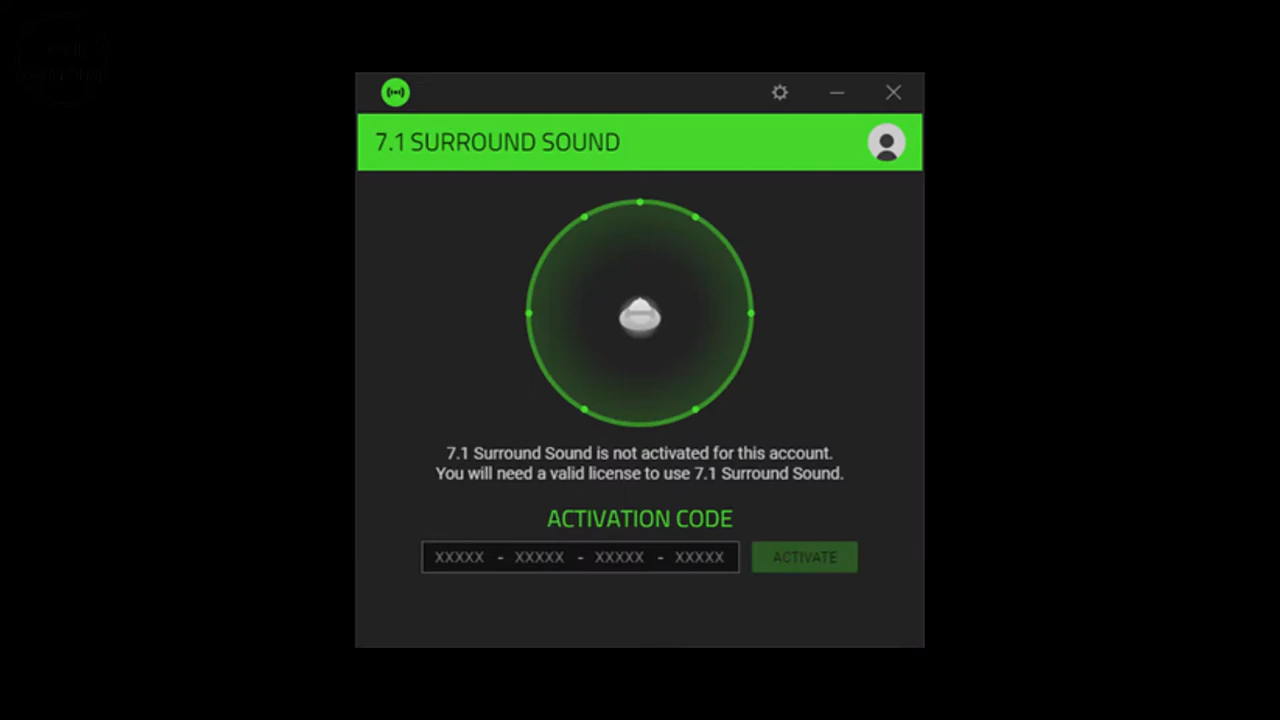 7.1 SURROUND SOUND
7.1 Surround Sound is not activated for this account.
You will need a valid license to use 7.1 Surround Sound.
ACTIVATION CODE
XXXXX - XXXXX - XXXXX - XXXXX
ACTIVATE